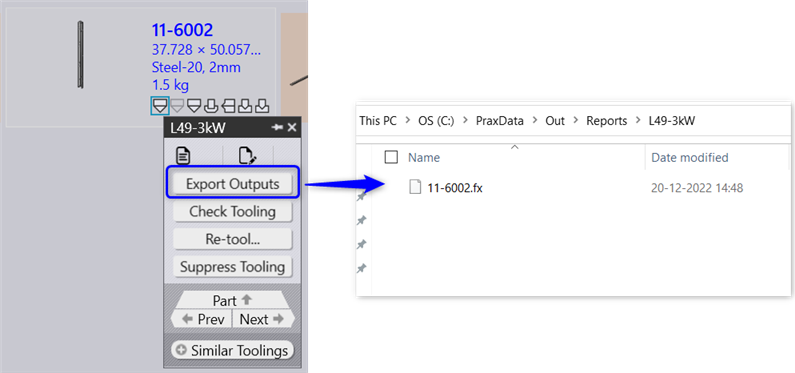 11-6002
37.728 × 50.057...
Steel-20, 2mm
1.5 kg
L49-3kW
Export Outputs
Check Tooling
Re-tool...
Suppress Tooling
Part
Prev Next
Similar Toolings
This PC > OS (C:) > PraxData > Out > Reports > L49-3kW
Name Date modified
11-6002.fx 20-12-2022 14:48